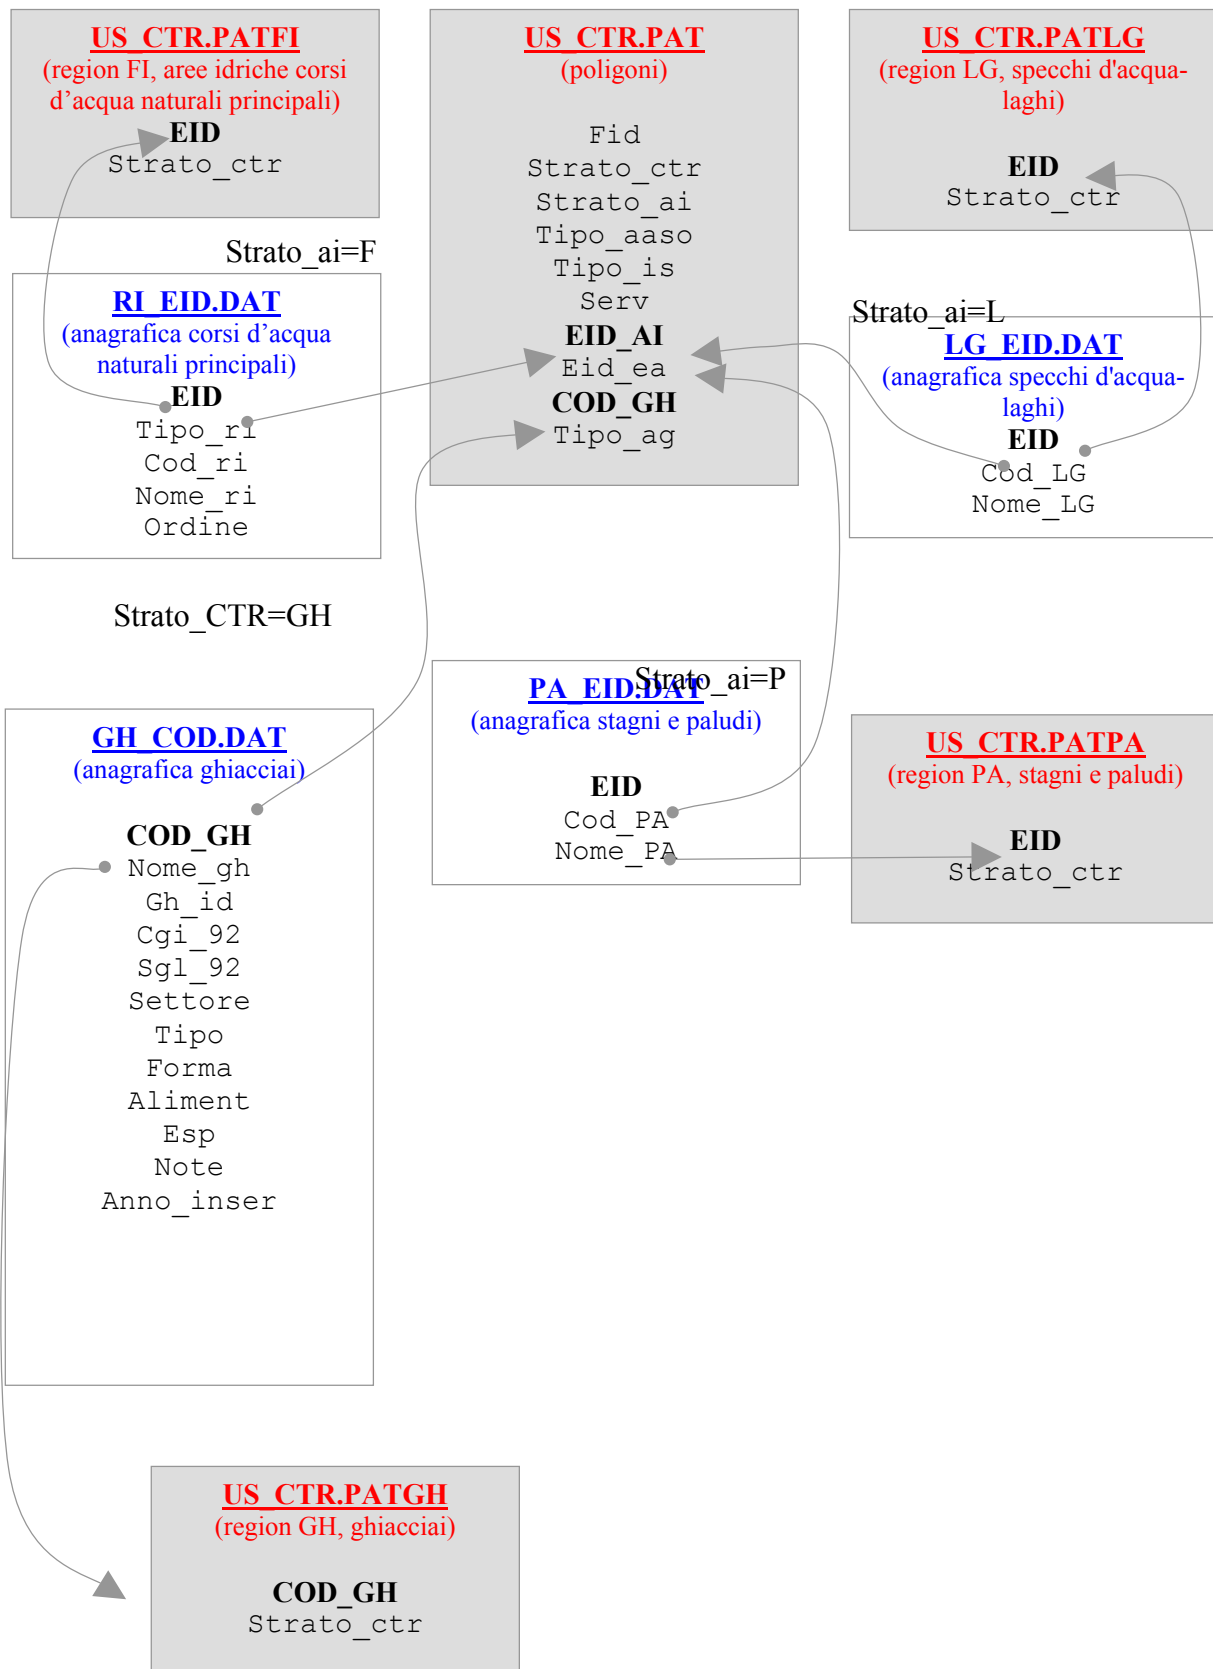 US_CTR.PATFI
(region FI, aree idriche corsi
d’acqua naturali principali)
EID
Strato_ctr
US_CTR.PAT
(poligoni)
Fid
Strato_ctr
Strato_ai
Tipo_aaso
Tipo_is
Serv
EID_AI
Eid_ea
COD_GH
Tipo_ag
US_CTR.PATLG
(region LG, specchi d'acqua-
laghi)
EID
Strato_ctr
Strato_ai=F
RI_EID.DAT
(anagrafica corsi d’acqua
naturali principali)
EID
Tipo_ri
Cod_ri
Nome_ri
Ordine
Strato_ai=L
LG_EID.DAT
(anagrafica specchi d'acqua-
laghi)
EID
Cod_LG
Nome_LG
Strato_CTR=GH
Strato_ai=P
PA_EID.DAT
(anagrafica stagni e paludi)
EID
Cod_PA
Nome_PA
GH_COD.DAT
(anagrafica ghiacciai)
COD_GH
Nome_gh
Gh_id
Cgi_92
Sgl_92
Settore
Tipo
Forma
Aliment
Esp
Note
Anno_inser
US_CTR.PATPA
(region PA, stagni e paludi)
EID
Strato_ctr
US_CTR.PATGH
(region GH, ghiacciai)
COD_GH
Strato_ctr